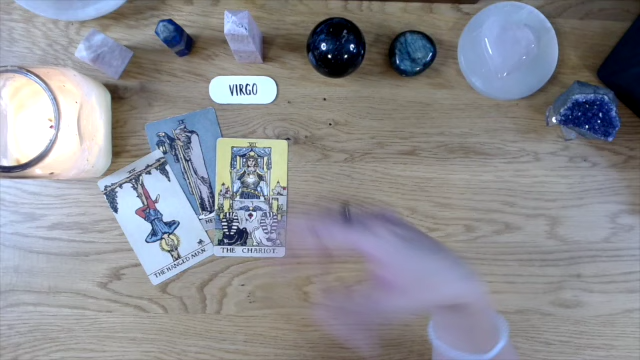 VIRGO
THE HANGED MAN.
THE CHARIOT.